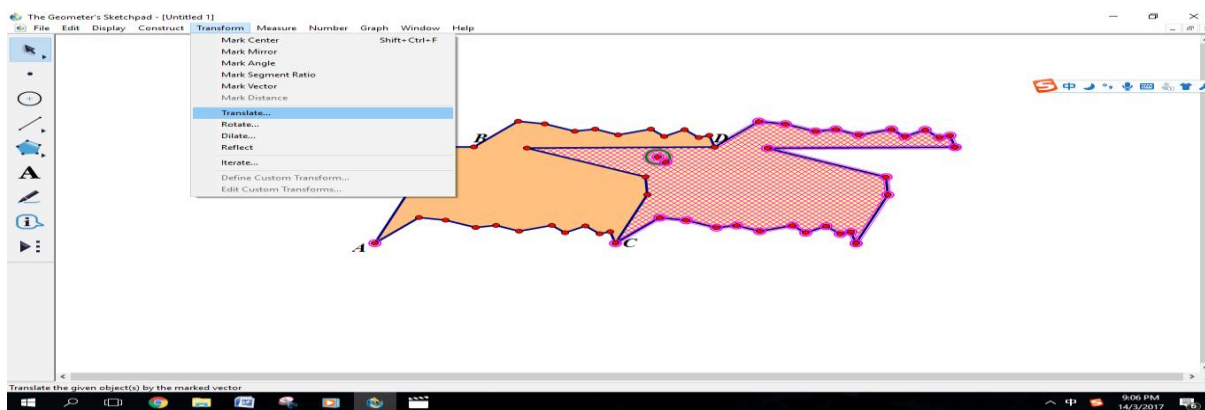 The Geometer's Sketchpad - [Untitled 1]
File Edit Display Construct Transform Measure Number Graph Window Help
Mark Center Shift+Ctrl+F
Mark Mirror
Mark Angle
Mark Segment Ratio
Mark Vector
Mark Distance
Translate...
Rotate...
Dilate...
Reflect
Iterate...
Define Custom Transform...
Edit Custom Transforms...
A
中
B D
A C
Translate the given object(s) by the marked vector
中 9:06 PM
14/3/2017